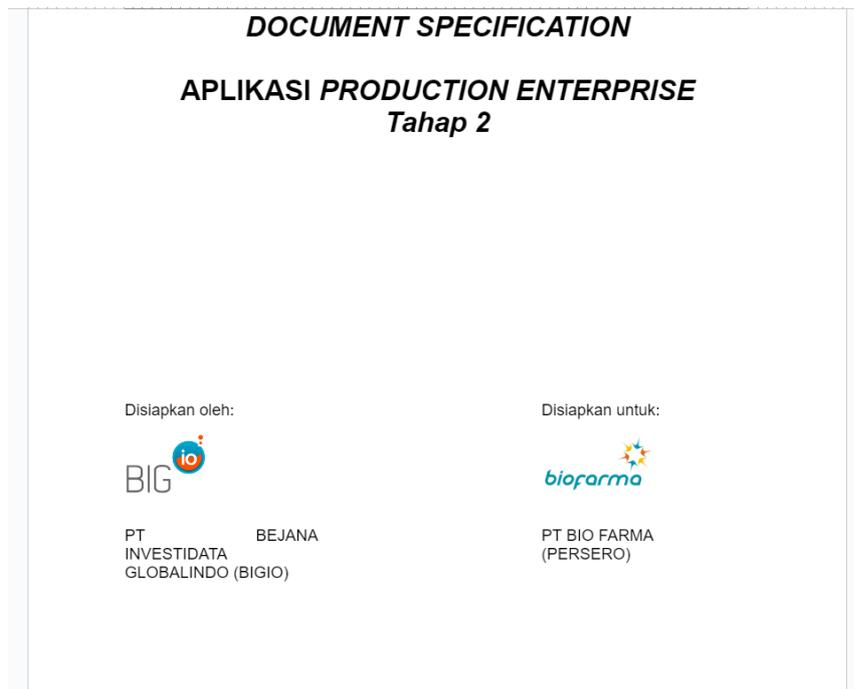 DOCUMENT SPECIFICATION
APLIKASI PRODUCTION ENTERPRISE
Tahap 2
Disiapkan oleh:
Disiapkan untuk:
BIG io
biofarma
PT BEJANA
INVESTIDATA
GLOBALINDO (BIGIO)
PT BIO FARMA
(PERSERO)